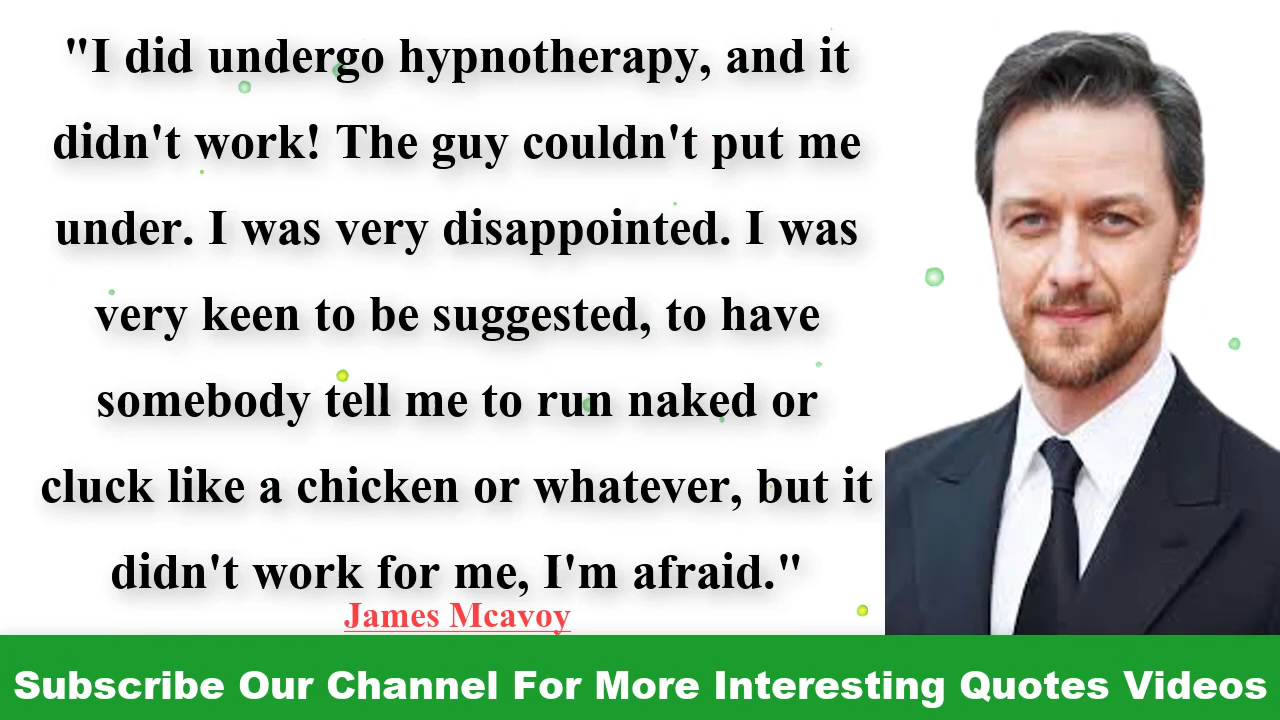 "I did undergo hypnotherapy, and it
didn't work! The guy couldn't put me
under. I was very disappointed. I was
very keen to be suggested, to have
somebody tell me to run naked or
cluck like a chicken or whatever, but it
didn't work for me, I'm afraid."
James Mcavoy
Subscribe Our Channel For More Interesting Quotes Videos